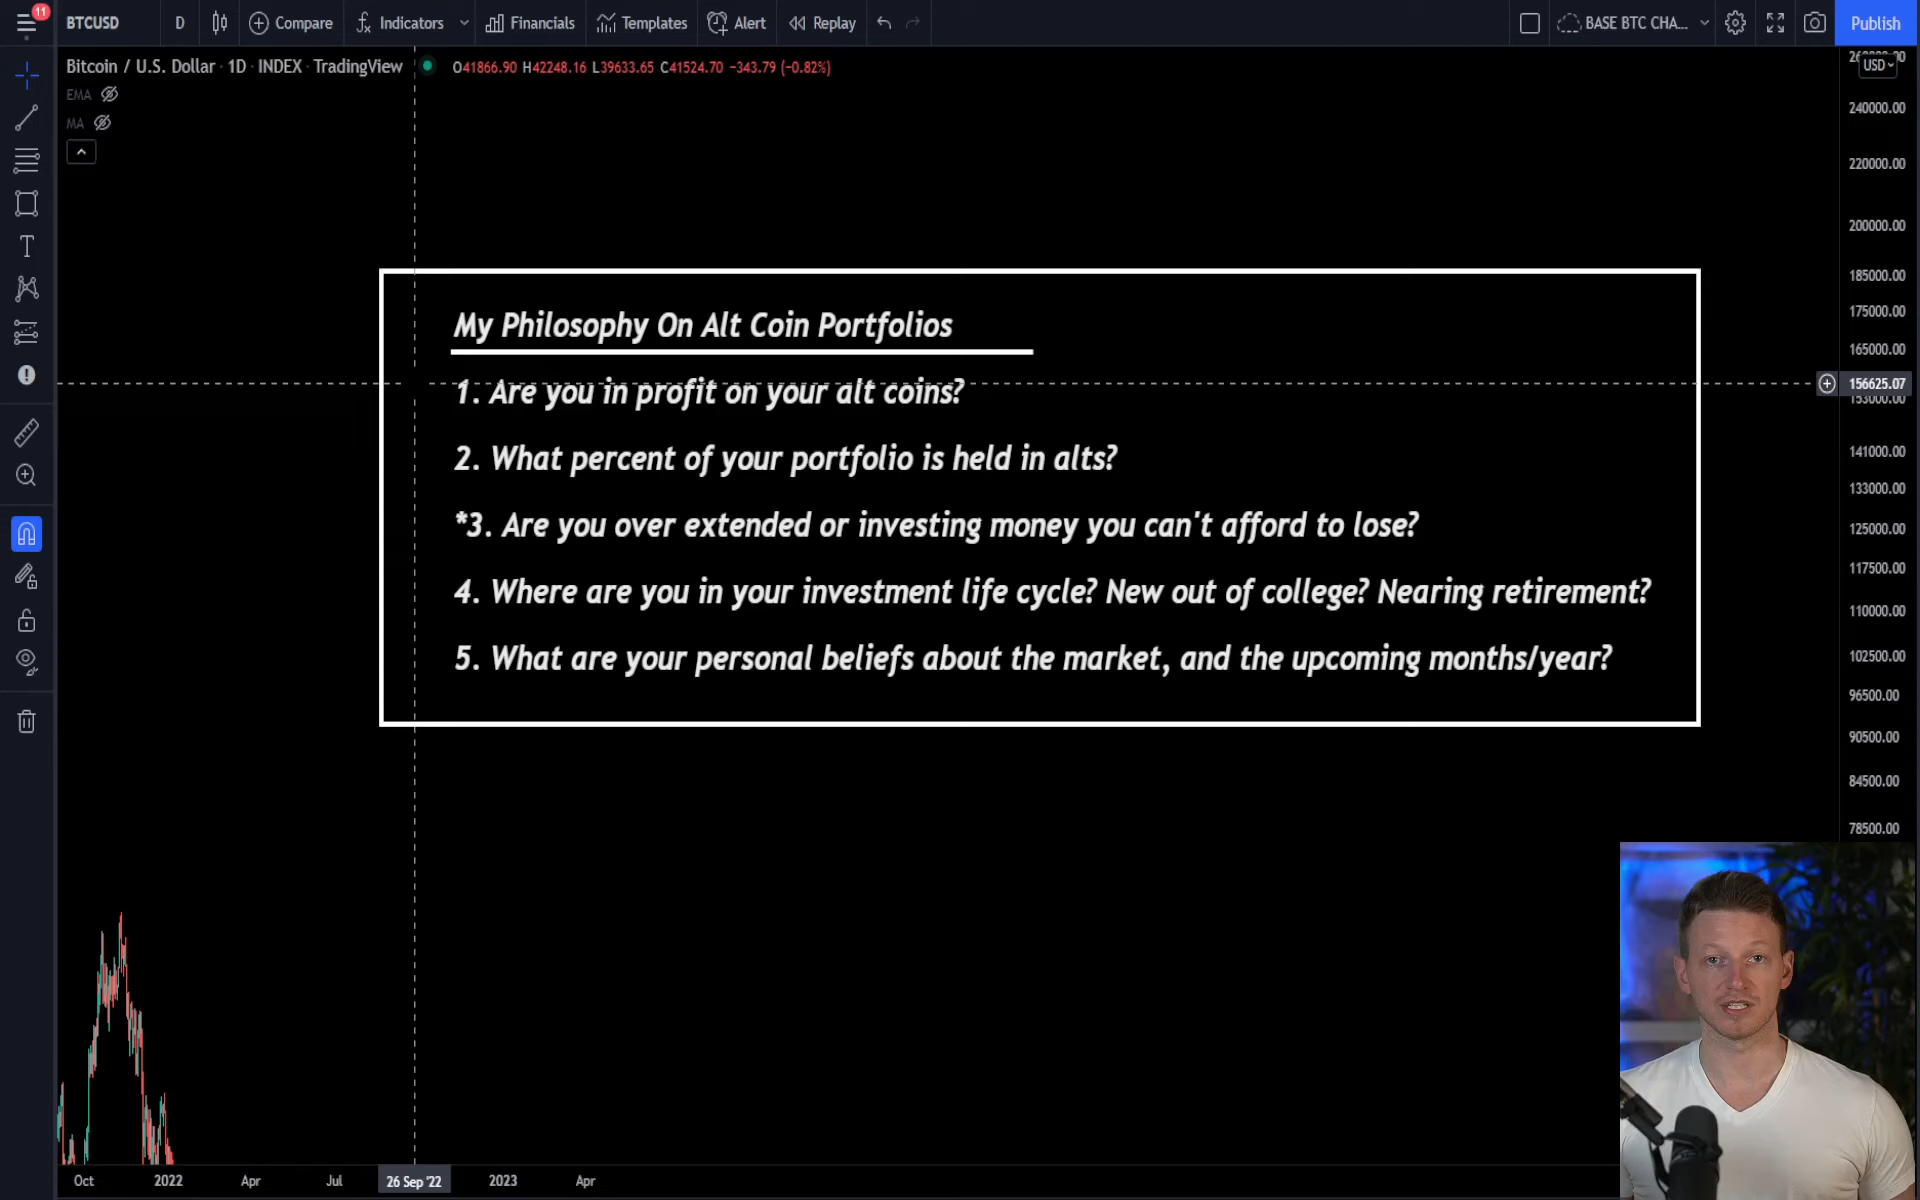 11
BTCUSD D Compare Indicators Financials Templates Alert Replay BASE BTC CHA... Publish
Bitcoin / U.S. Dollar · 1D · INDEX · TradingView O41866.90 H42248.16 L39633.65 C41524.70 −343.79 (−0.82%)
USD
EMA
MA
240000.00
220000.00
200000.00
185000.00
175000.00
165000.00
156625.07
153000.00
141000.00
133000.00
125000.00
117500.00
110000.00
102500.00
96500.00
90500.00
84500.00
78500.00
My Philosophy On Alt Coin Portfolios
1. Are you in profit on your alt coins?
2. What percent of your portfolio is held in alts?
*3. Are you over extended or investing money you can't afford to lose?
4. Where are you in your investment life cycle? New out of college? Nearing retirement?
5. What are your personal beliefs about the market, and the upcoming months/year?
Oct 2022 Apr Jul 26 Sep '22 2023 Apr